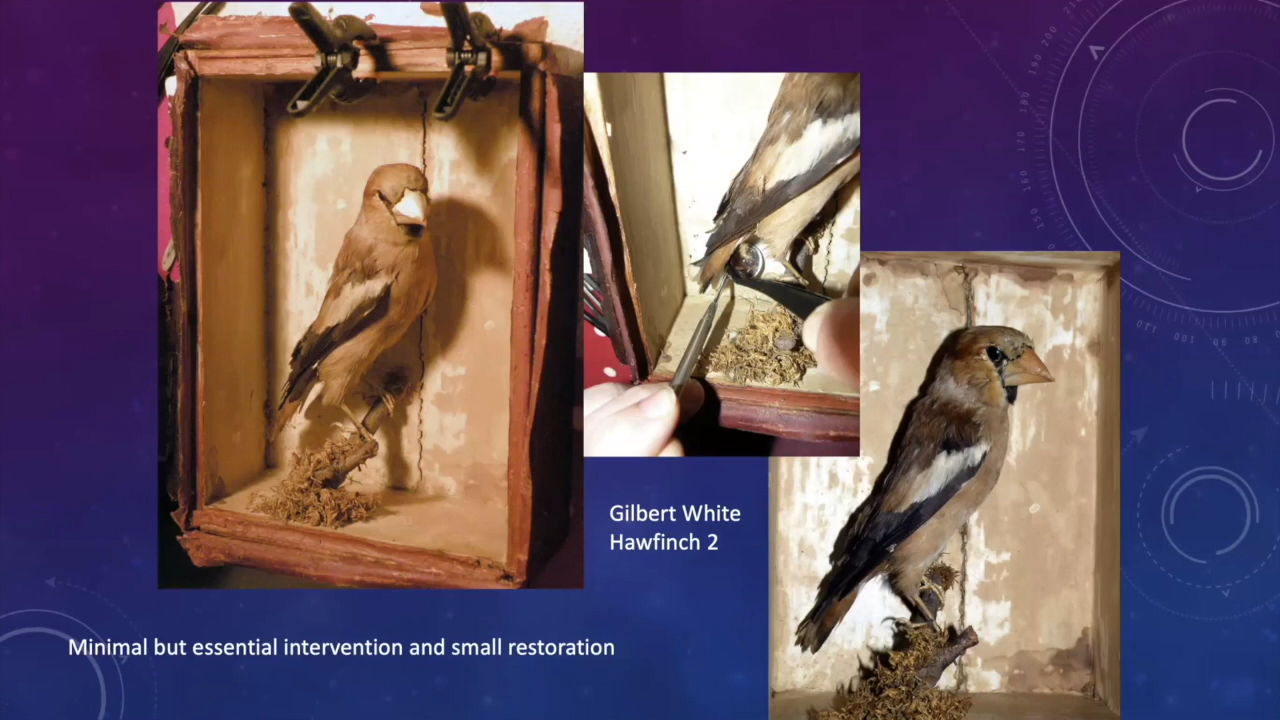 Gilbert White
Hawfinch 2
Minimal but essential intervention and small restoration